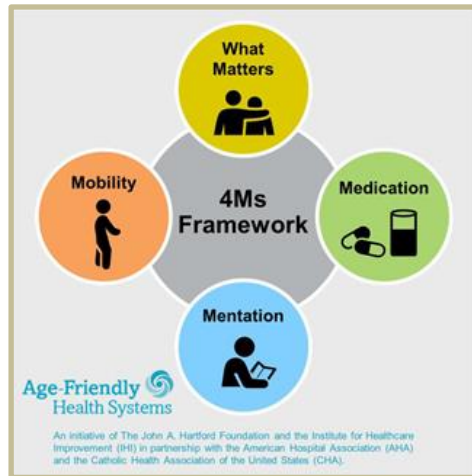 What
Matters
Mobility
4Ms
Framework
Medication
Mentation
Age-Friendly
Health Systems
An initiative of The John A. Hartford Foundation and the Institute for Healthcare
Improvement (IHI) in partnership with the American Hospital Association (AHA)
and the Catholic Health Association of the United States (CHA).